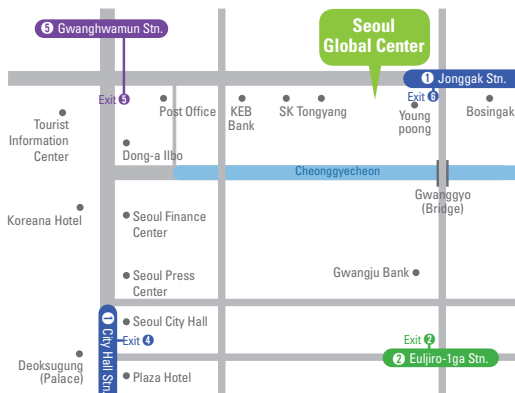 ❺ Gwanghwamun Stn.
Seoul
Global Center
❶ Jonggak Stn.
Exit ❺
Exit ❻
Post Office
KEB
Bank
SK Tongyang
Young
poong
Bosingak
Tourist
Information
Center
Dong-a Ilbo
Cheonggyecheon
Gwanggyo
(Bridge)
Koreana Hotel
Seoul Finance
Center
Seoul Press
Center
Gwangju Bank
❶ City Hall Stn.
Seoul City Hall
Exit ❹
Exit ❷
❷ Euljiro-1ga Stn.
Deoksugung
(Palace)
Plaza Hotel